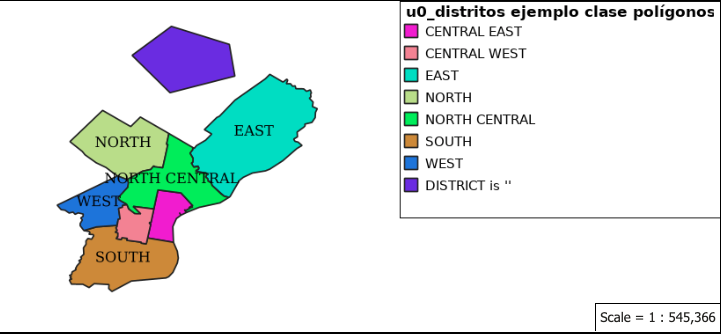 u0_distritos ejemplo clase polígonos
CENTRAL EAST
CENTRAL WEST
EAST
NORTH
NORTH CENTRAL
SOUTH
WEST
DISTRICT is ''
EAST
NORTH
NORTH CENTRAL
WEST
SOUTH
Scale = 1 : 545,366